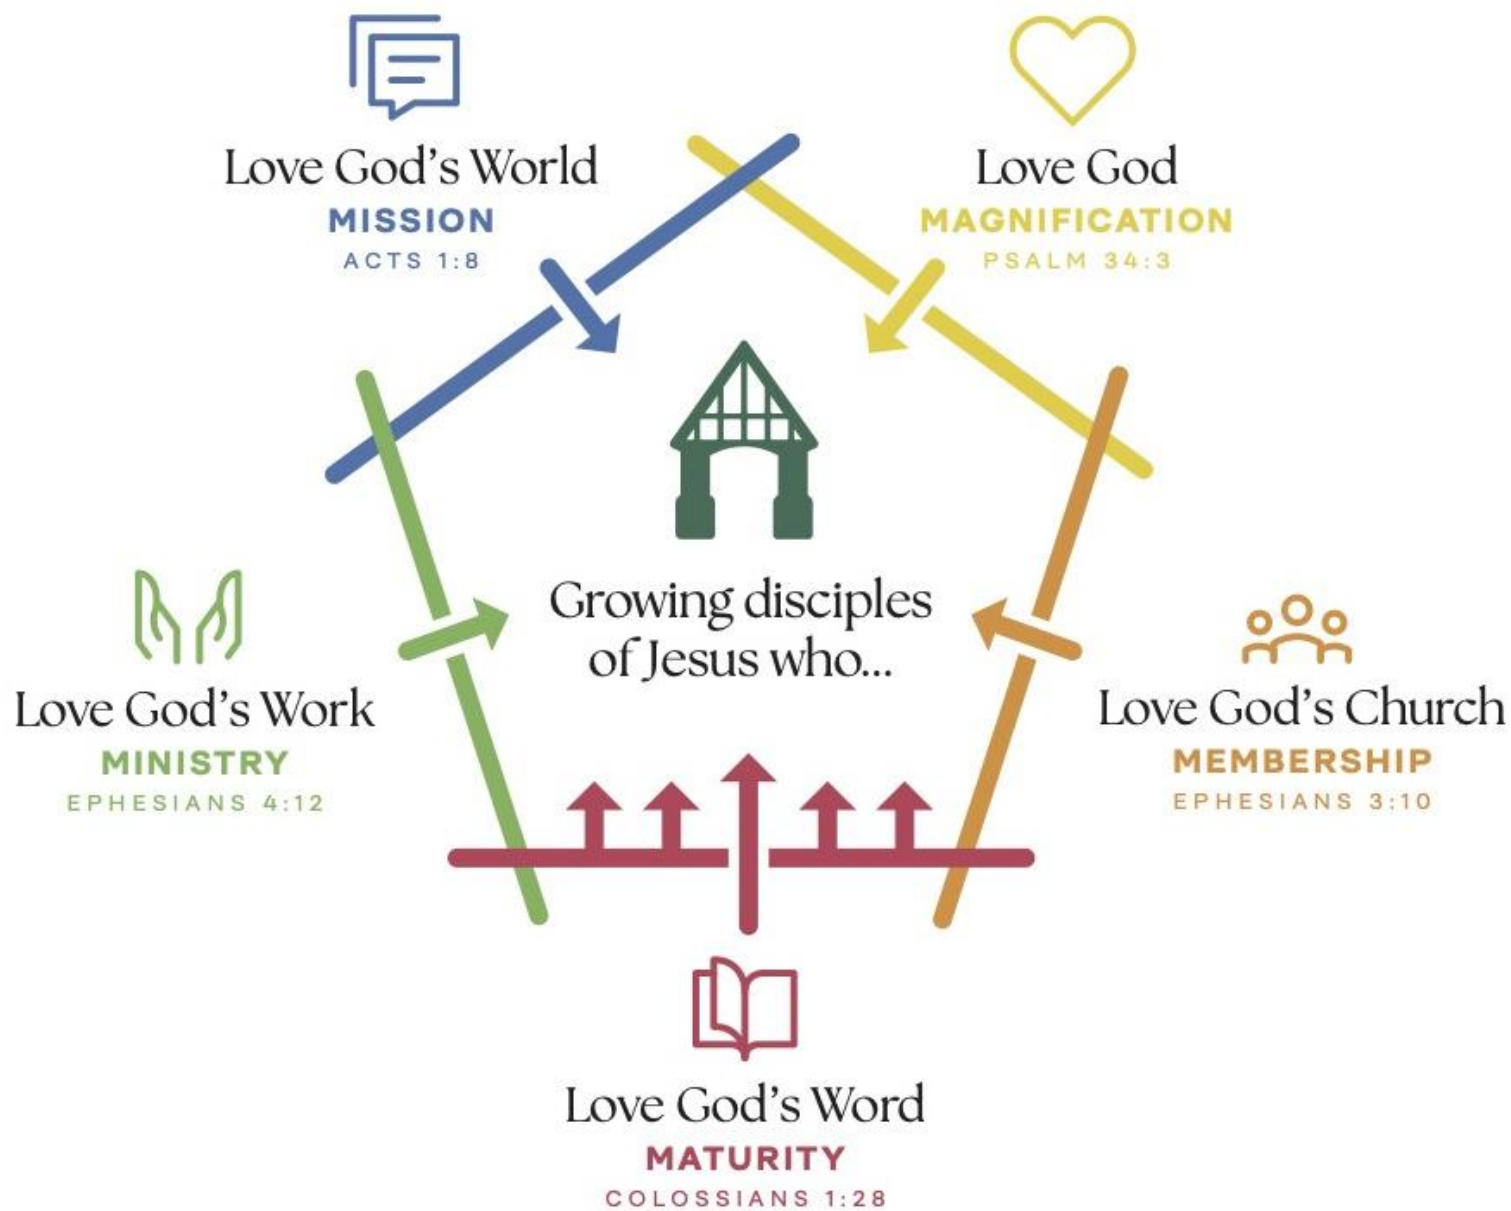 Love God’s World
MISSION
ACTS 1:8
Love God
MAGNIFICATION
PSALM 34:3
Growing disciples
of Jesus who...
Love God’s Work
MINISTRY
EPHESIANS 4:12
Love God’s Church
MEMBERSHIP
EPHESIANS 3:10
Love God’s Word
MATURITY
COLOSSIANS 1:28